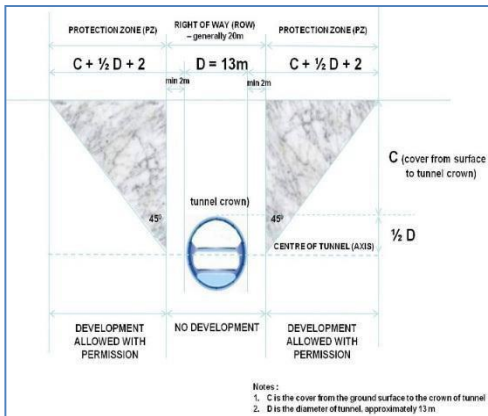 PROTECTION ZONE (PZ)
RIGHT OF WAY (ROW)
– generally 20m
PROTECTION ZONE (PZ)
C + ½ D + 2
D = 13m
C + ½ D + 2
min 2m
min 2m
C (cover from surface
to tunnel crown)
45⁰
tunnel crown)
45⁰
½ D
CENTRE OF TUNNEL (AXIS)
DEVELOPMENT
ALLOWED WITH
PERMISSION
NO DEVELOPMENT
DEVELOPMENT
ALLOWED WITH
PERMISSION
Notes :
1. C is the cover from the ground surface to the crown of tunnel
2. D is the diameter of tunnel, approximately 13 m